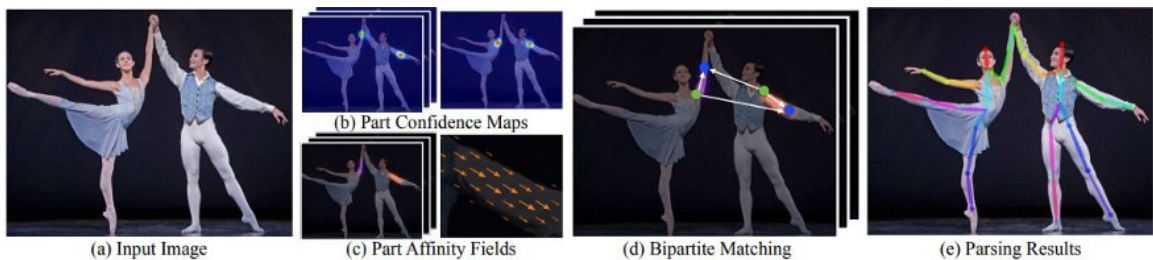 (a) Input Image
(b) Part Confidence Maps
(c) Part Affinity Fields
(d) Bipartite Matching
(e) Parsing Results